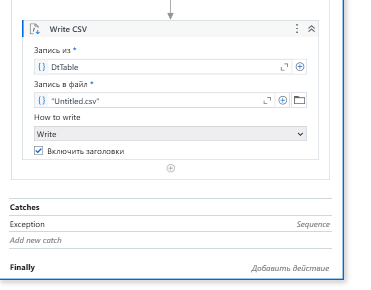 Write CSV
Запись из *
DtTable
Запись в файл *
"Untitled.csv"
How to write
Write
Включить заголовки
Catches
Exception Sequence
Add new catch
Finally Добавить действие